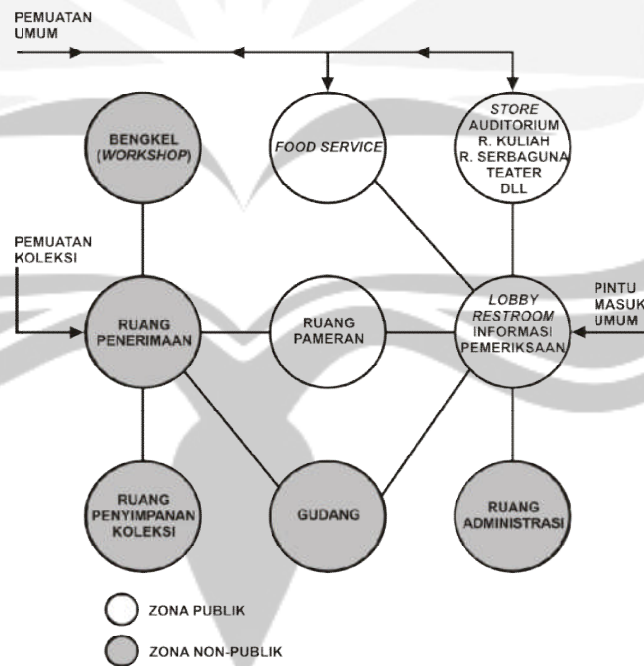 PEMUATAN
UMUM
BENGKEL
(WORKSHOP)
FOOD SERVICE
STORE
AUDITORIUM
R. KULIAH
R. SERBAGUNA
TEATER
DLL
PEMUATAN
KOLEKSI
RUANG
PENERIMAAN
RUANG
PAMERAN
LOBBY
RESTROOM
INFORMASI
PEMERIKSAAN
PINTU
MASUK
UMUM
RUANG
PENYIMPANAN
KOLEKSI
GUDANG
RUANG
ADMINISTRASI
ZONA PUBLIK
ZONA NON-PUBLIK